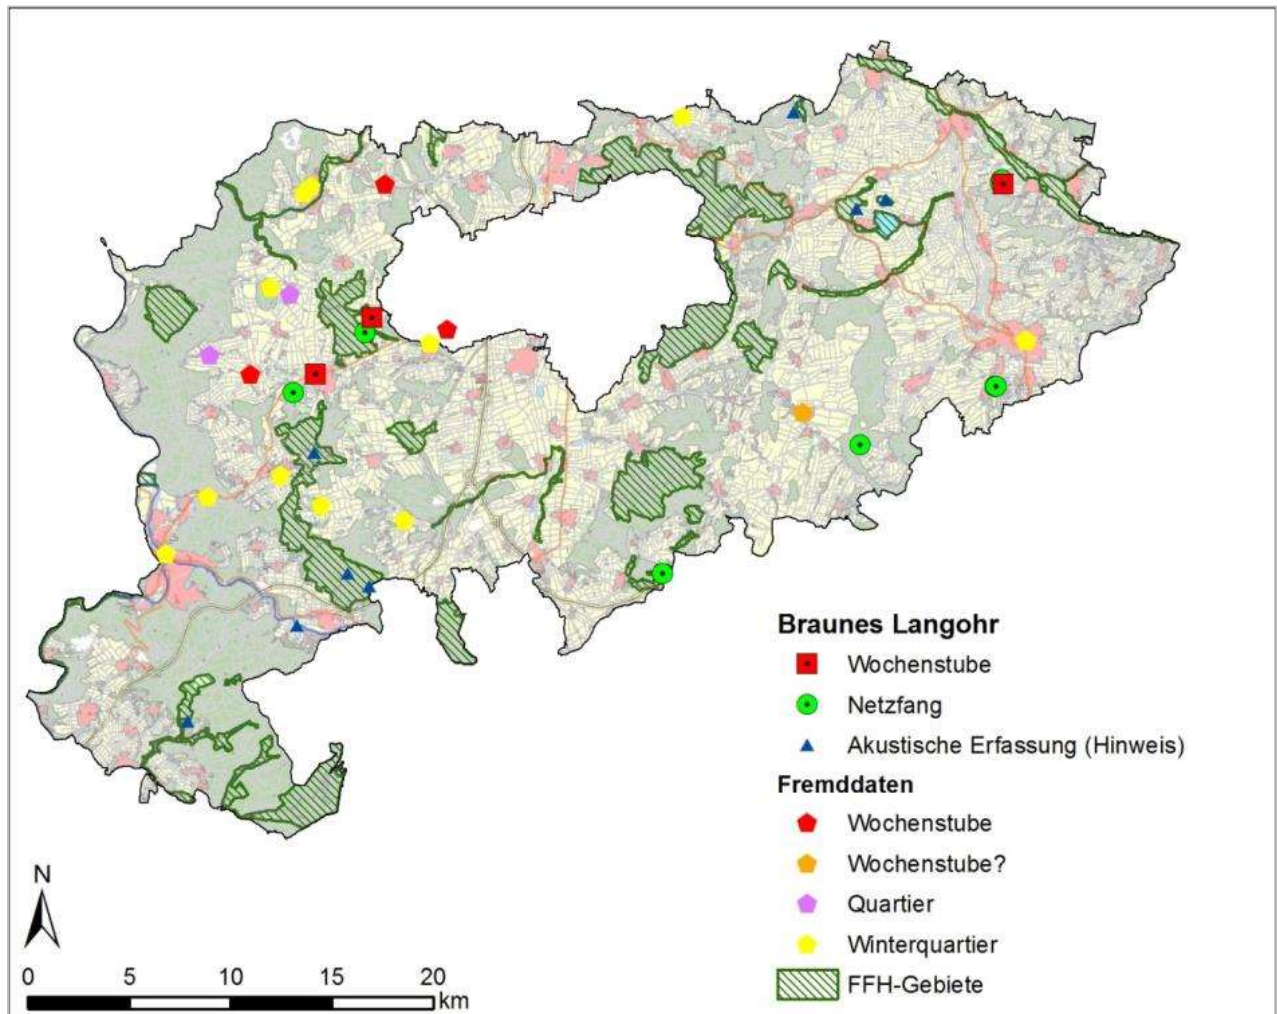 Braunes Langohr
Wochenstube
Netzfang
Akustische Erfassung (Hinweis)
Fremddaten
Wochenstube
Wochenstube?
Quartier
Winterquartier
FFH-Gebiete
N
0 5 10 15 20
km